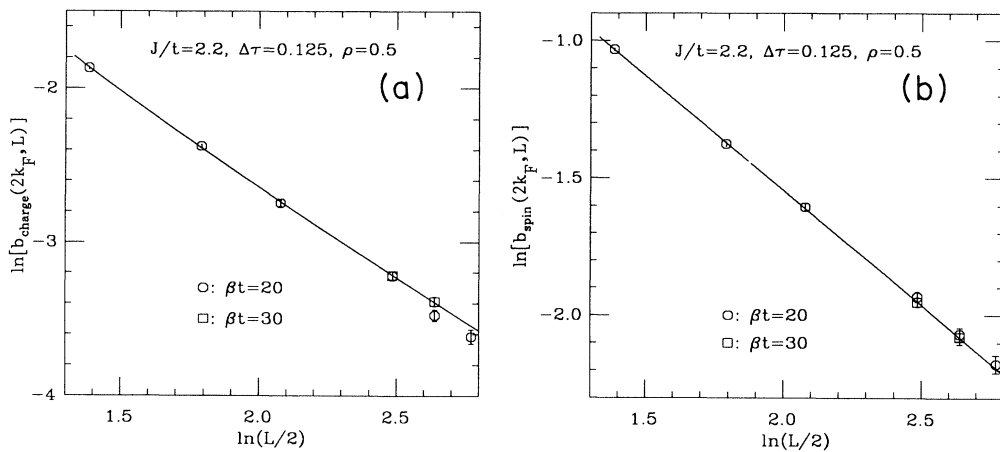 J/t=2.2, Δτ=0.125, ρ=0.5
(a)
ln[b_charge(2k_F,L)]
-2
-3
-4
○: βt=20
□: βt=30
1.5 2.0 2.5
ln(L/2)
J/t=2.2, Δτ=0.125, ρ=0.5
(b)
ln[b_spin(2k_F,L)]
-1.0
-1.5
-2.0
○: βt=20
□: βt=30
1.5 2.0 2.5
ln(L/2)